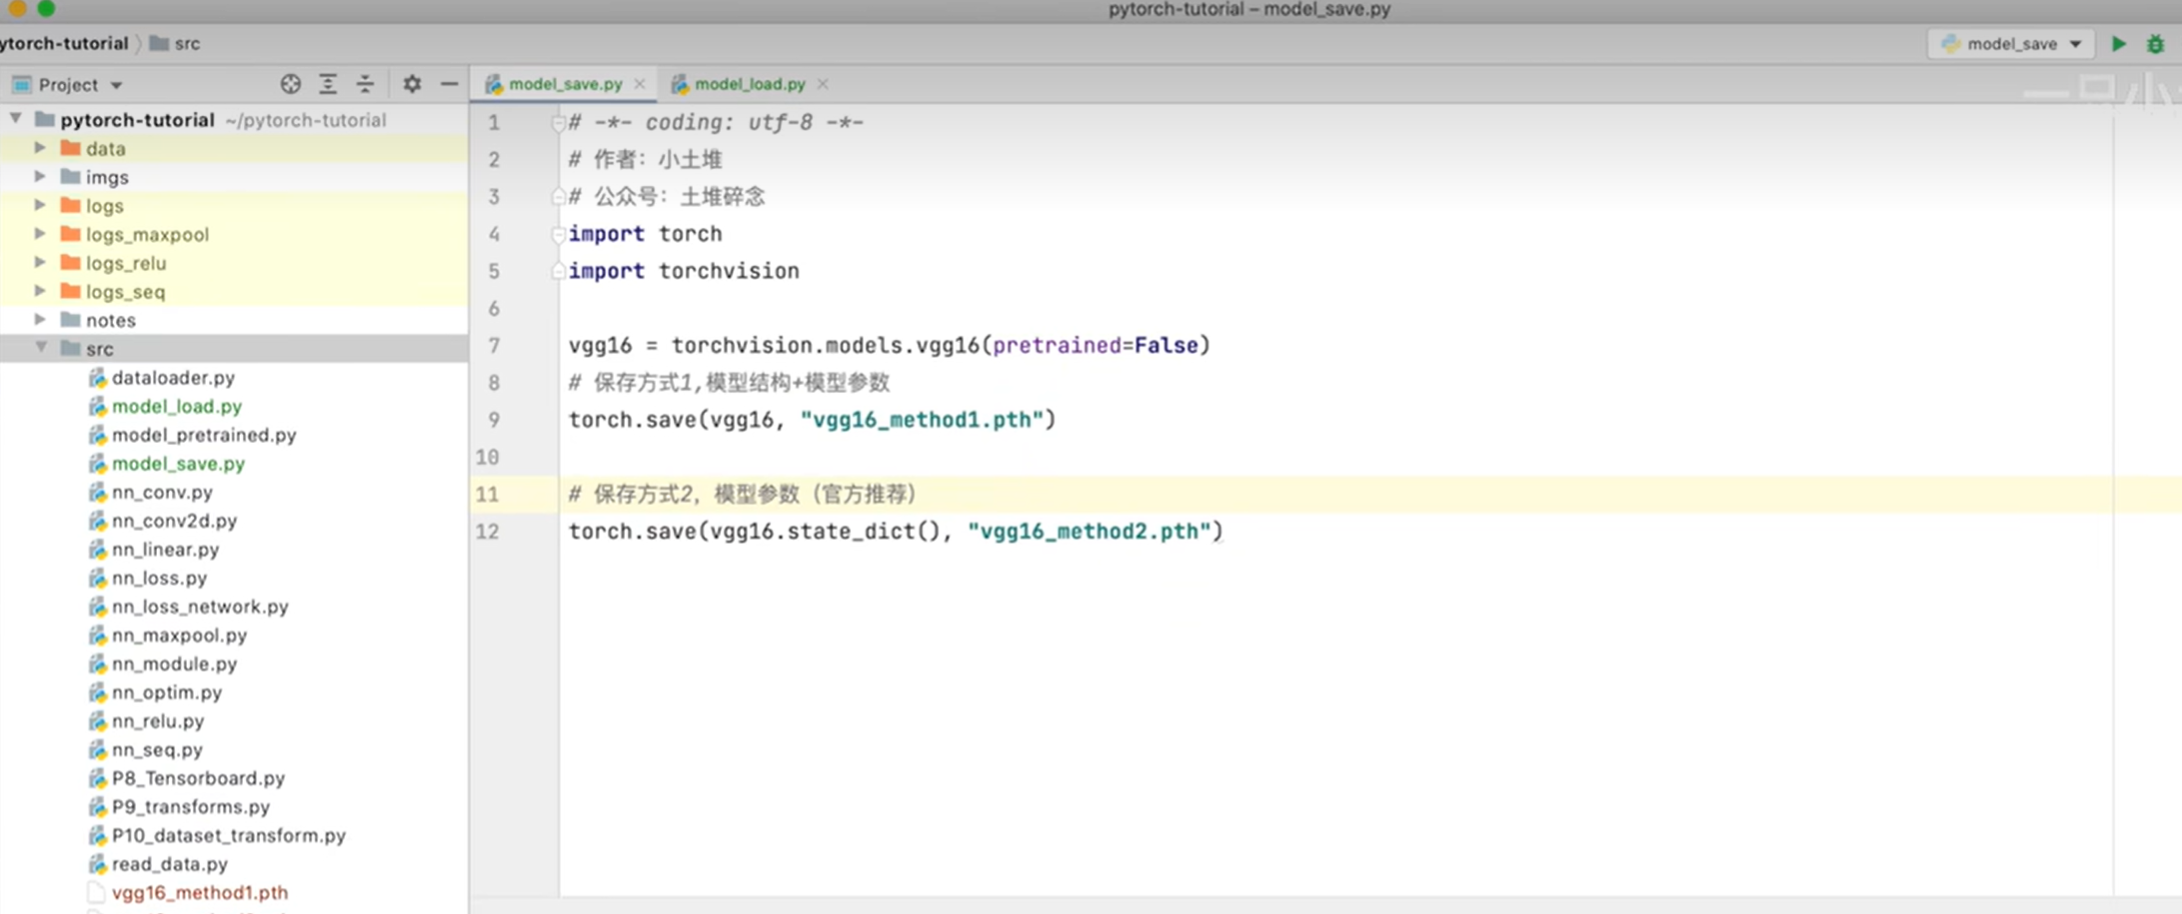 pytorch-tutorial – model_save.py
ytorch-tutorial src
model_save
Project
model_save.py
model_load.py
一只小
pytorch-tutorial ~/pytorch-tutorial
data
imgs
logs
logs_maxpool
logs_relu
logs_seq
notes
src
dataloader.py
model_load.py
model_pretrained.py
model_save.py
nn_conv.py
nn_conv2d.py
nn_linear.py
nn_loss.py
nn_loss_network.py
nn_maxpool.py
nn_module.py
nn_optim.py
nn_relu.py
nn_seq.py
P8_Tensorboard.py
P9_transforms.py
P10_dataset_transform.py
read_data.py
vgg16_method1.pth
1 # -*- coding: utf-8 -*-
2 # 作者：小土堆
3 # 公众号：土堆碎念
4 import torch
5 import torchvision
6
7 vgg16 = torchvision.models.vgg16(pretrained=False)
8 # 保存方式1,模型结构+模型参数
9 torch.save(vgg16, "vgg16_method1.pth")
10
11 # 保存方式2，模型参数（官方推荐）
12 torch.save(vgg16.state_dict(), "vgg16_method2.pth")